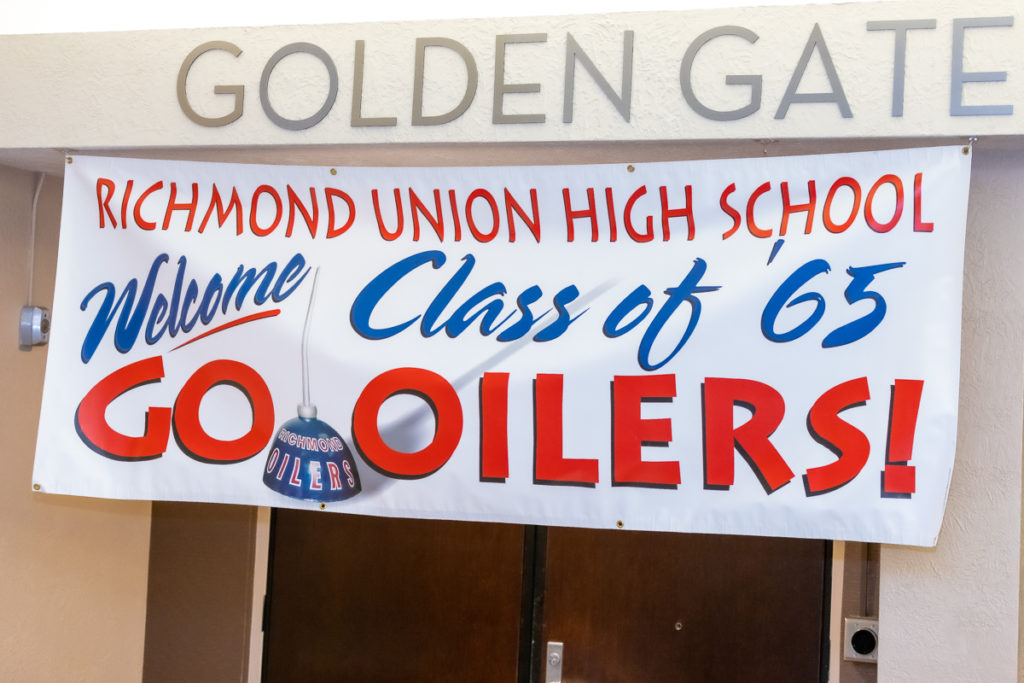 GOLDEN GATE
RICHMOND UNION HIGH SCHOOL
Welcome Class of '65
GO OILERS!
RICHMOND
OILERS